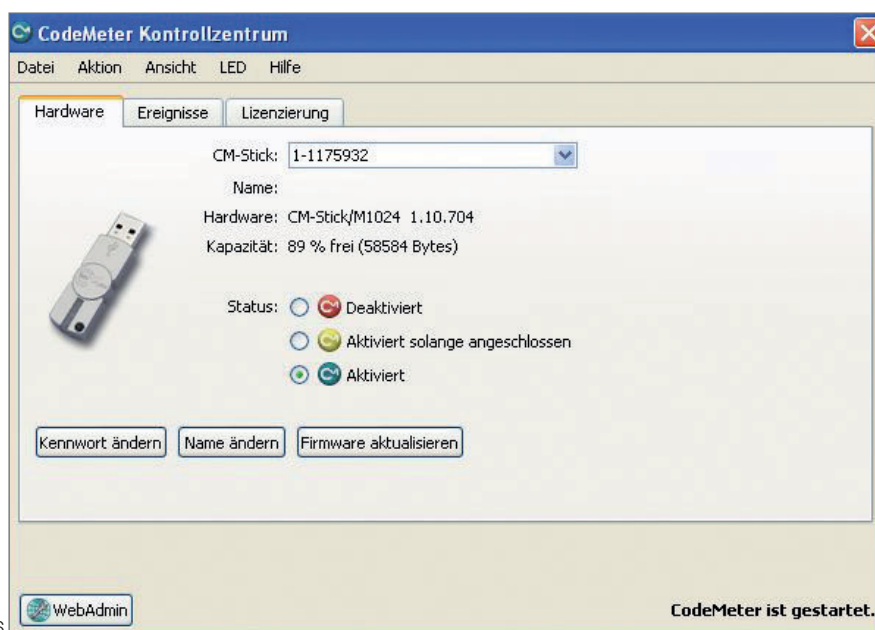 CodeMeter Kontrollzentrum
Datei Aktion Ansicht LED Hilfe
Hardware Ereignisse Lizenzierung
CM-Stick: 1-1175932
Name:
Hardware: CM-Stick/M1024 1.10.704
Kapazität: 89 % frei (58584 Bytes)
Status: Deaktiviert
Aktiviert solange angeschlossen
Aktiviert
Kennwort ändern Name ändern Firmware aktualisieren
WebAdmin CodeMeter ist gestartet.